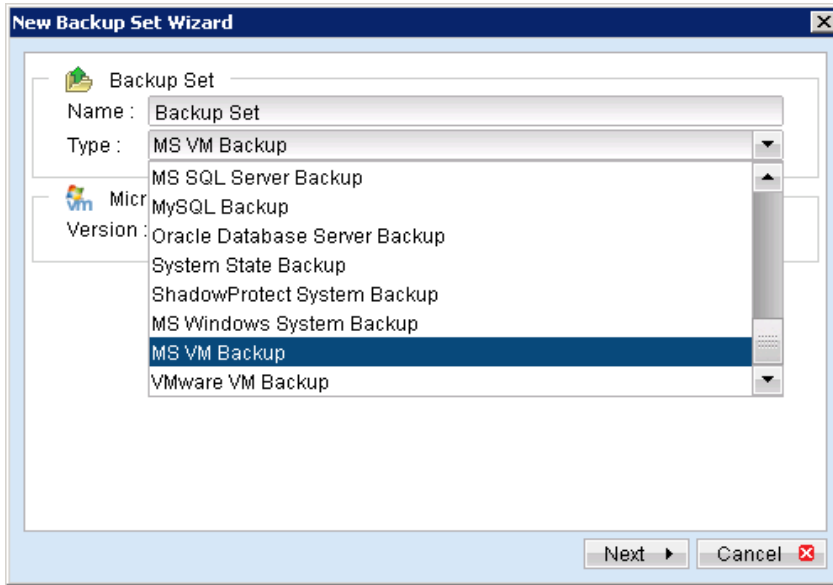 New Backup Set Wizard
Backup Set
Name : Backup Set
Type : MS VM Backup
MS SQL Server Backup
Micr
MySQL Backup
Version :
Oracle Database Server Backup
System State Backup
ShadowProtect System Backup
MS Windows System Backup
MS VM Backup
VMware VM Backup
Next
Cancel